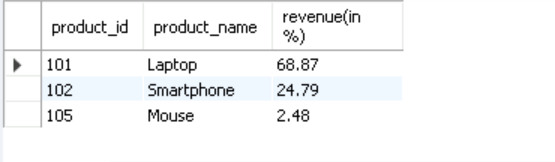 product_id product_name revenue(in %)
101 Laptop 68.87
102 Smartphone 24.79
105 Mouse 2.48